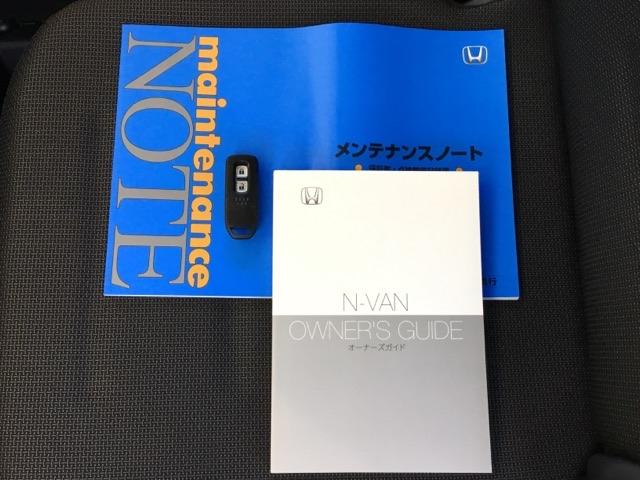 maintenance
NOTE
メンテナンスノート
N-VAN
OWNER'S GUIDE
オーナーズガイド